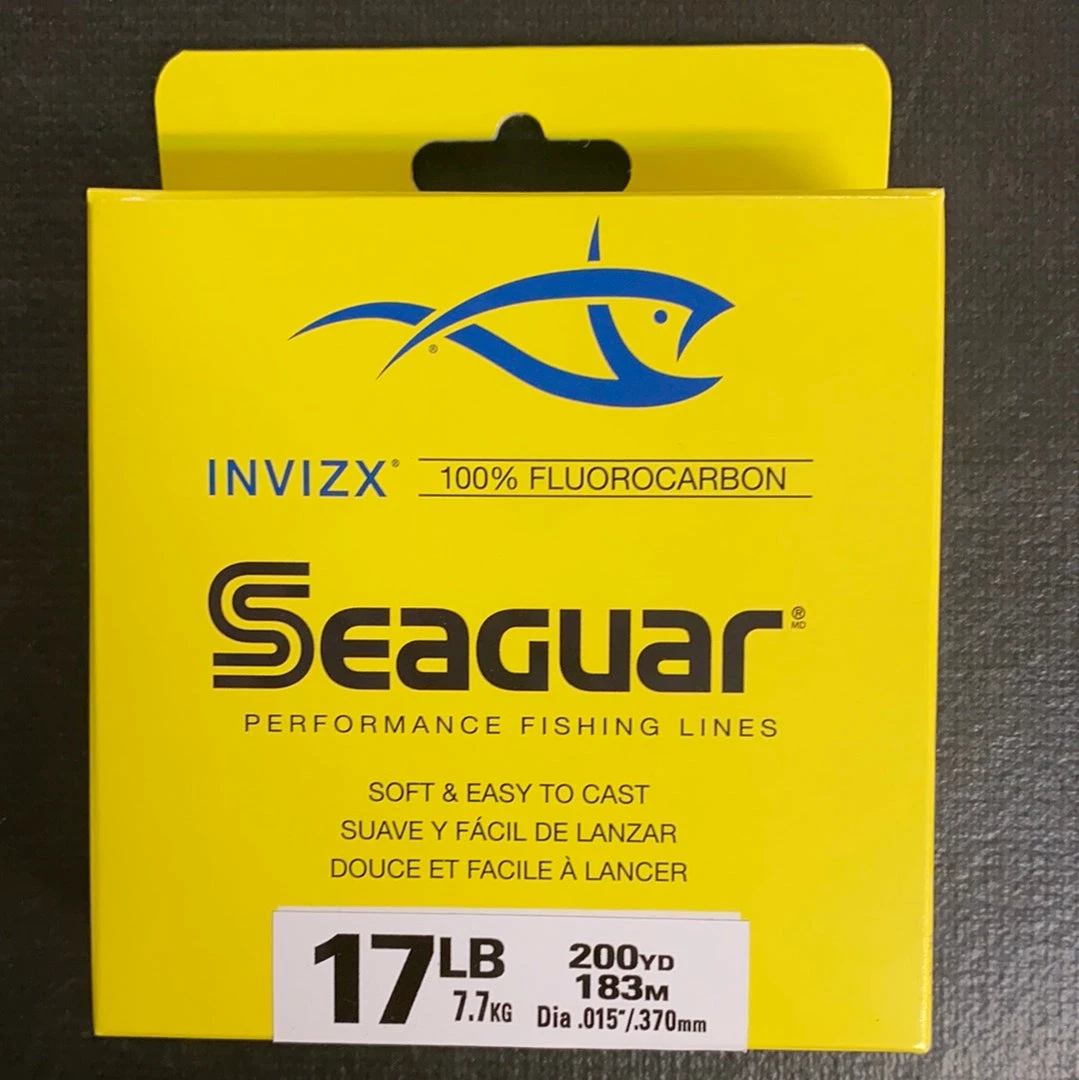 ®
INVIZX® 100% FLUOROCARBON
Seaguar®
MD
PERFORMANCE FISHING LINES
SOFT & EASY TO CAST
SUAVE Y FÁCIL DE LANZAR
DOUCE ET FACILE À LANCER
17LB 200YD
7.7KG 183M
Dia .015"/.370mm